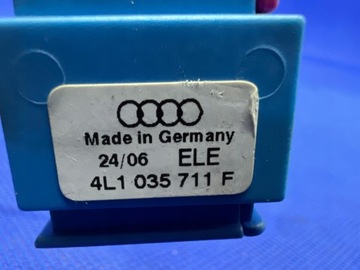 Made in Germany
24/06 ELE
4L1 035 711 F